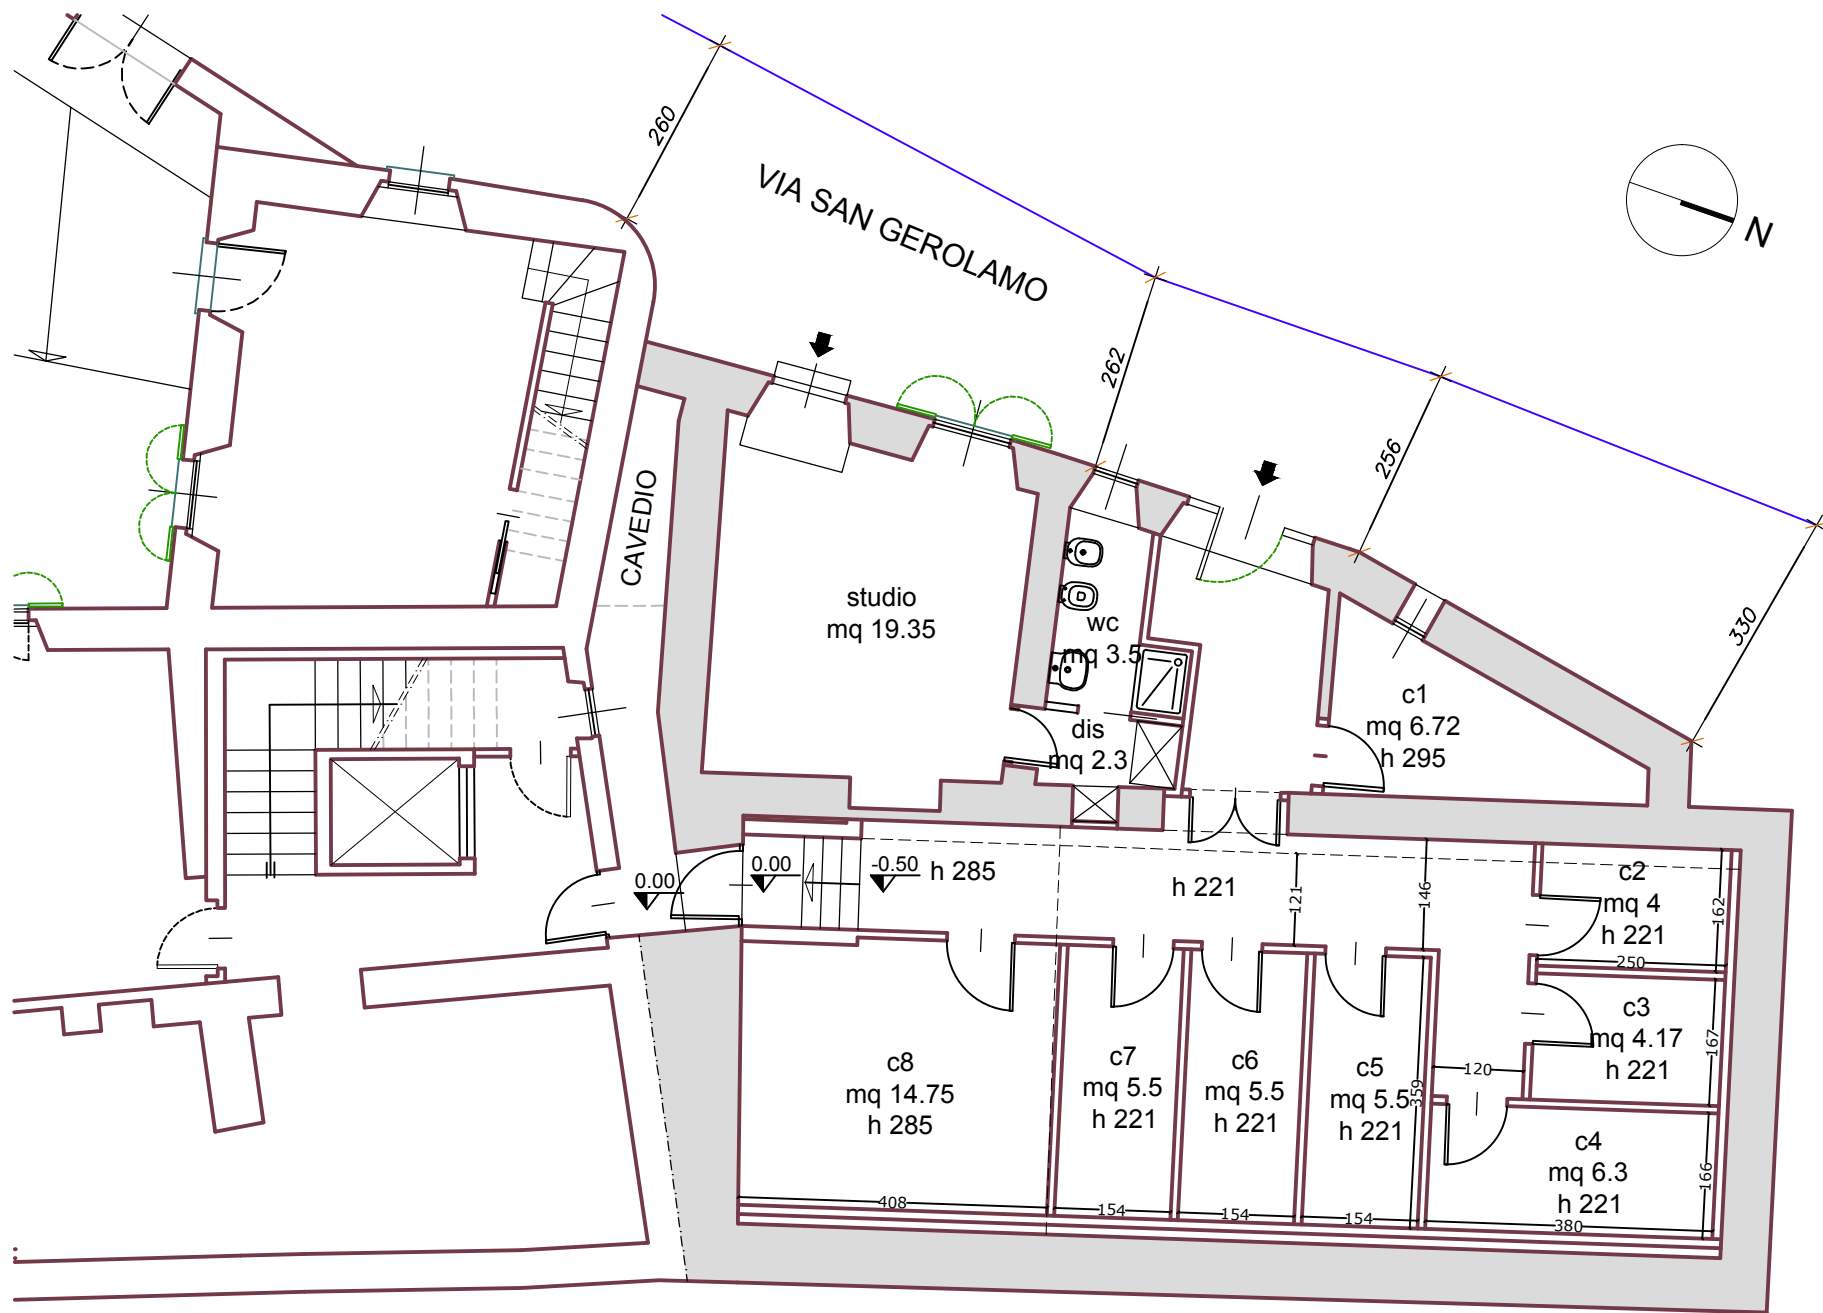 260
VIA SAN GEROLAMO
N
262
256
330
CAVEDIO
studio
mq 19.35
wc
mq 3.5
dis
mq 2.3
c1
mq 6.72
h 295
0.00
0.00
-0.50
h 285
h 221
121
146
c2
mq 4
h 221
162
250
c3
mq 4.17
h 221
167
120
c8
mq 14.75
h 285
c7
mq 5.5
h 221
c6
mq 5.5
h 221
c5
mq 5.5
h 221
359
c4
mq 6.3
h 221
166
408
154
154
154
380